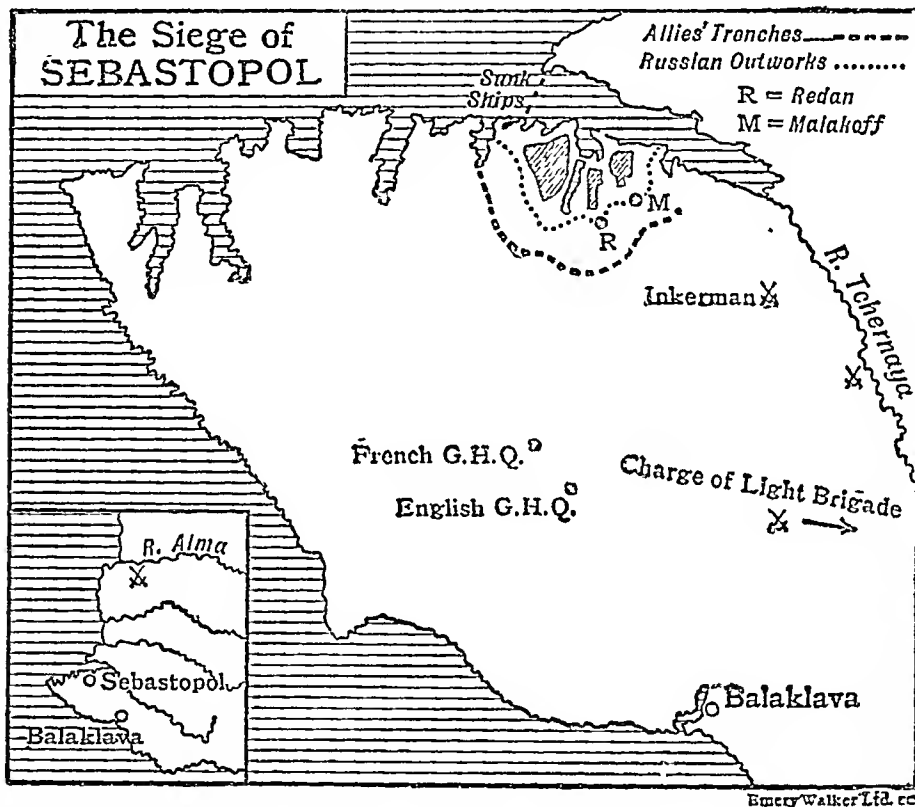 The Siege of
SEBASTOPOL
Allies' Trenches
Russian Outworks
R = Redan
M = Malakoff
Sunk
Ships
M
R
Inkerman
R. Tchernaya
French G.H.Q.
English G.H.Q.
Charge of Light Brigade
R. Alma
Sebastopol
Balaklava
Balaklava
Emery Walker Ltd.